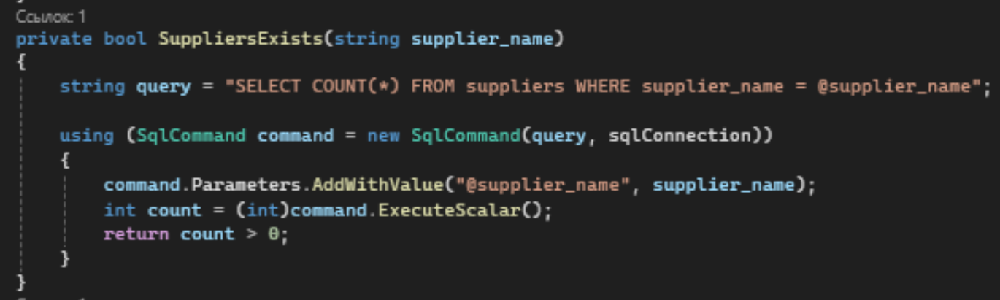 Ссылок: 1
private bool SuppliersExists(string supplier_name)
{
string query = "SELECT COUNT(*) FROM suppliers WHERE supplier_name = @supplier_name";
using (SqlCommand command = new SqlCommand(query, sqlConnection))
{
command.Parameters.AddWithValue("@supplier_name", supplier_name);
int count = (int)command.ExecuteScalar();
return count > 0;
}
}